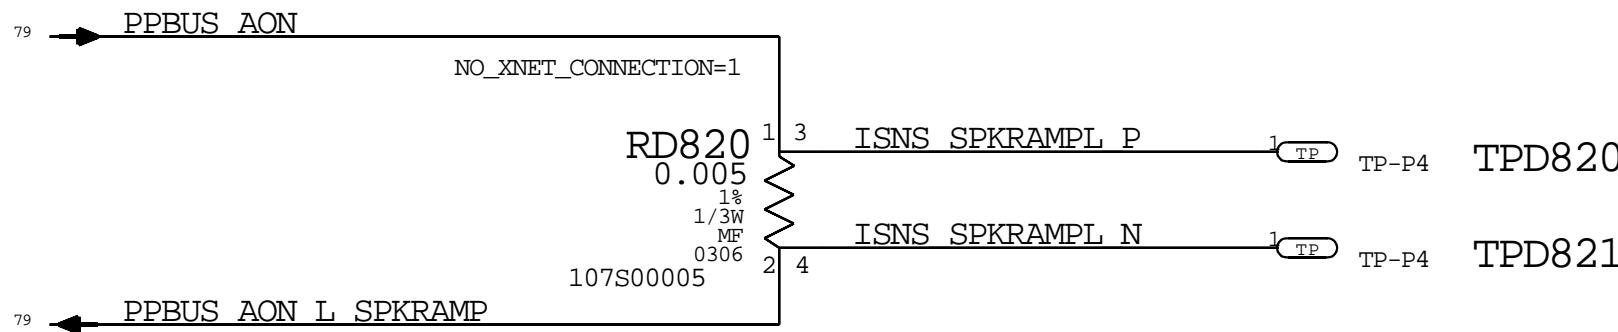 79 PPBUS AON
NO_XNET_CONNECTION=1
RD820 1 3 ISNS SPKRAMPL P 1 TP TP-P4 TPD820
0.005
1%
1/3W
MF
0306
107S00005
2 4 ISNS SPKRAMPL N 1 TP TP-P4 TPD821
79 PPBUS AON L SPKRAMP